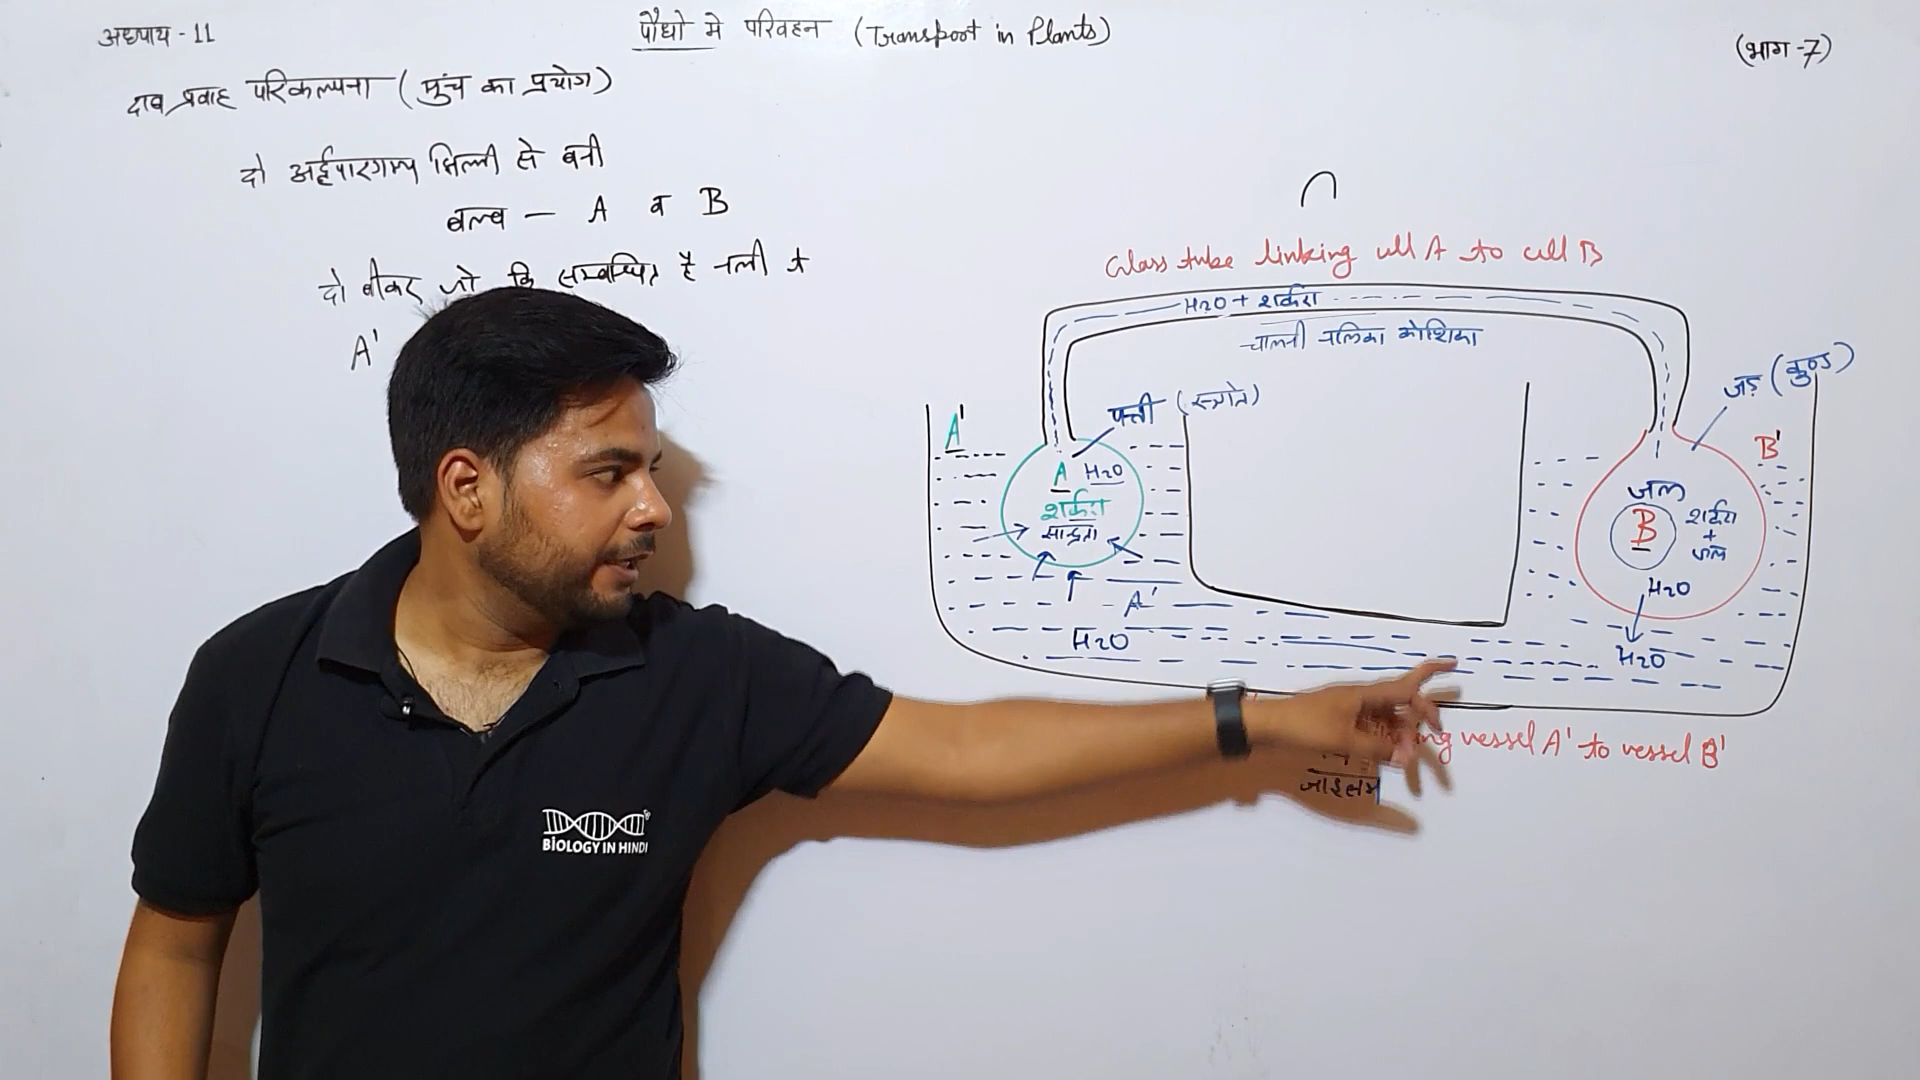 अध्याय - 11
पौधो मे परिवहन (Transport in Plants)
(भाग -7)
दाब प्रवाह परिकल्पना (मुंच का प्रयोग)
दो अर्द्धपारगम्य झिल्ली से बनी
बल्ब — A व B
दो बीकर जो कि सम्बन्धित है नली से
A'
Glass tube linking cell A to cell B
H2O + शर्करा
चालनी नलिका कोशिका
पत्ती (स्त्रोत)
जड़ (कुण्ड)
A'
B'
A H2O
शर्करा
सान्द्रता
जल
B
शर्करा
+
जल
H2O
A'
H2O
H2O
ng vessel A' to vessel B'
जाइलम
BIOLOGY IN HINDI